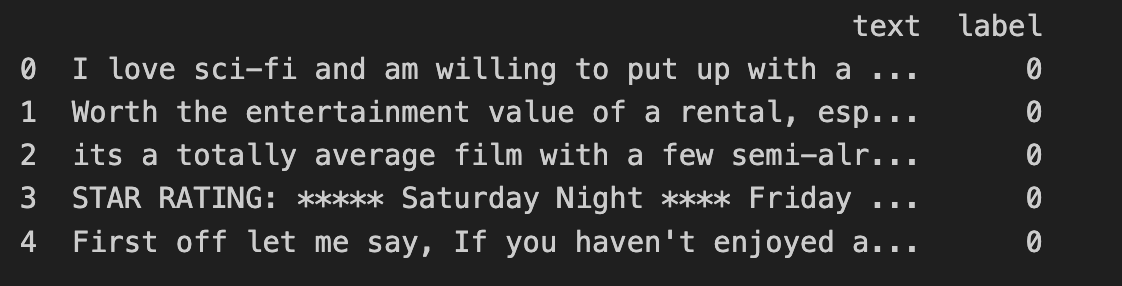 text label
0 I love sci-fi and am willing to put up with a ... 0
1 Worth the entertainment value of a rental, esp... 0
2 its a totally average film with a few semi-alr... 0
3 STAR RATING: ***** Saturday Night **** Friday ... 0
4 First off let me say, If you haven't enjoyed a... 0